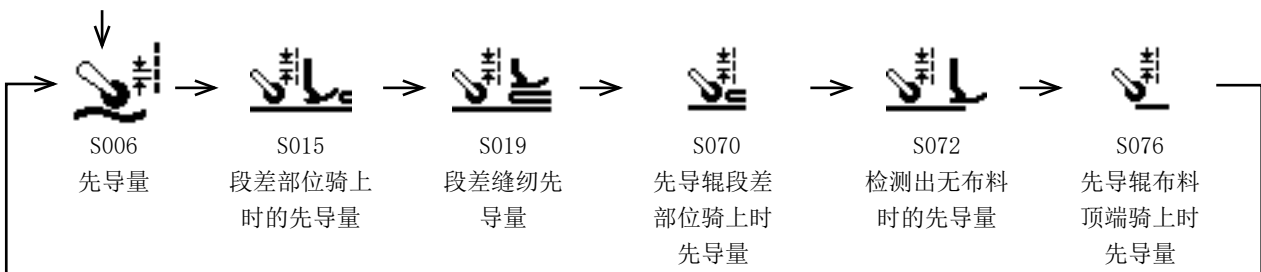 S006
先导量
S015
段差部位骑上
时的先导量
S019
段差缝纫先
导量
S070
先导辊段差
部位骑上时
先导量
S072
检测出无布料
时的先导量
S076
先导辊布料
顶端骑上时
先导量